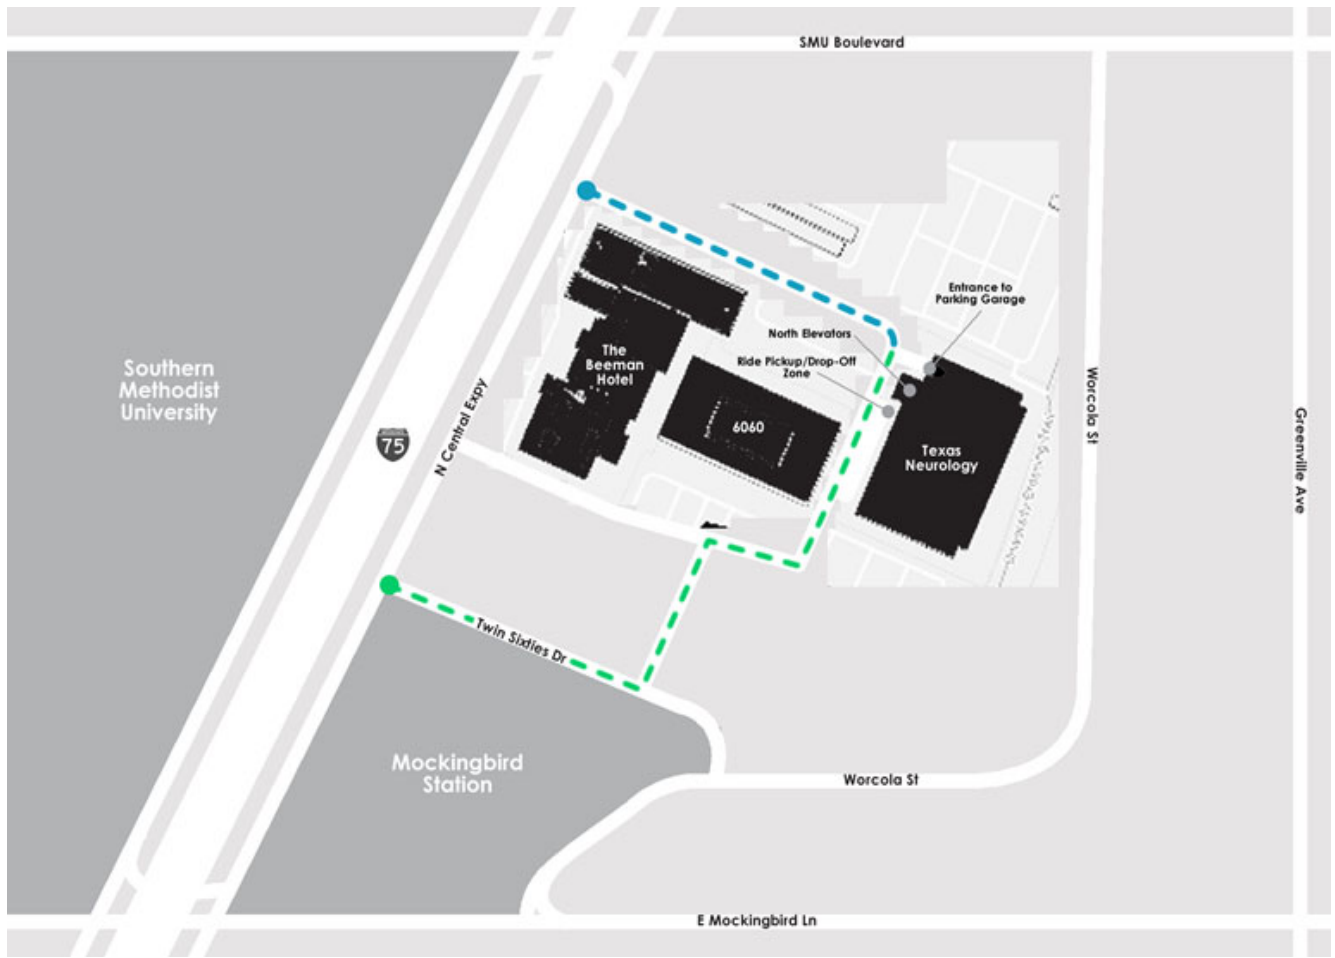 SMU Boulevard
Entrance to
Parking Garage
North Elevators
Ride Pickup/Drop-Off
Zone
The
Beeman
Hotel
Southern
Methodist
University
75
N Central Expy
6060
Texas
Neurology
Worcola St
Greenville Ave
Twin Sixties Dr
Mockingbird
Station
Worcola St
E Mockingbird Ln